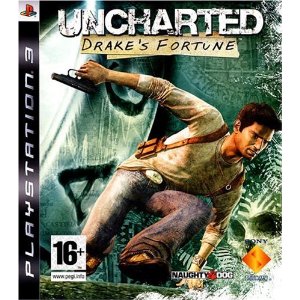 UNCHARTED
DRAKE'S FORTUNE
PLAYSTATION 3
16+
www.pegi.info
NAUGHTY DOG
SONY